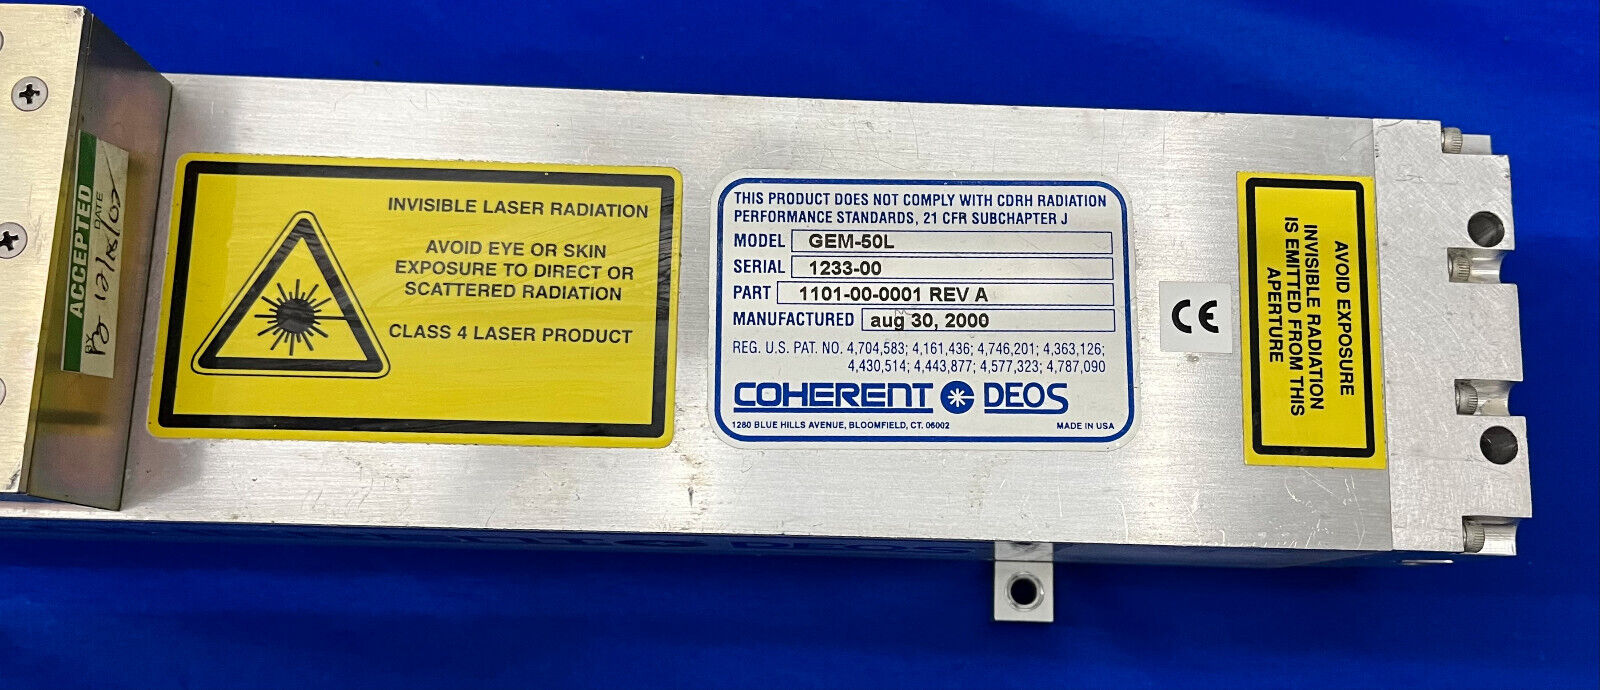 ACCEPTED
BY
DATE
INVISIBLE LASER RADIATION
AVOID EYE OR SKIN
EXPOSURE TO DIRECT OR
SCATTERED RADIATION
CLASS 4 LASER PRODUCT
THIS PRODUCT DOES NOT COMPLY WITH CDRH RADIATION
PERFORMANCE STANDARDS, 21 CFR SUBCHAPTER J
MODEL GEM-50L
SERIAL 1233-00
PART 1101-00-0001 REV A
MANUFACTURED aug 30, 2000
REG. U.S. PAT. NO. 4,704,583; 4,161,436; 4,746,201; 4,363,126;
4,430,514; 4,443,877; 4,577,323; 4,787,090
COHERENT DEOS
1280 BLUE HILLS AVENUE, BLOOMFIELD, CT. 06002 MADE IN USA
CE
AVOID EXPOSURE
INVISIBLE RADIATION
IS EMITTED FROM THIS
APERTURE
DEOS